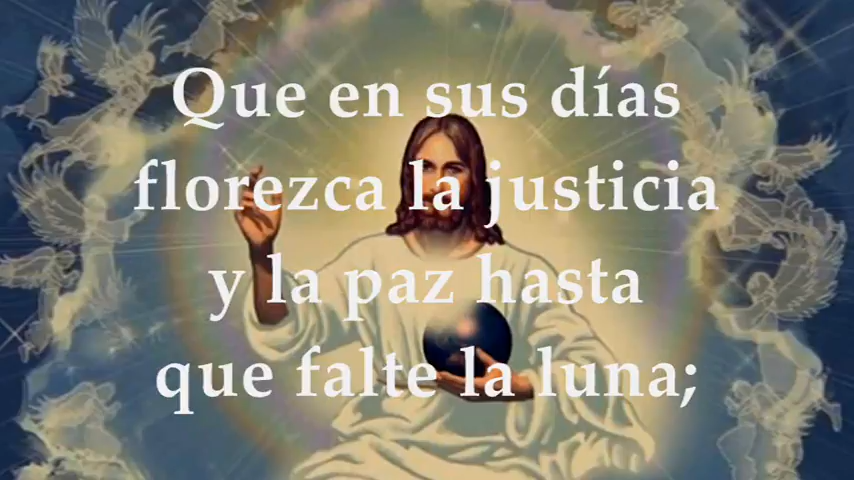 Que en sus días
florezca la justicia
y la paz hasta
que falte la luna;